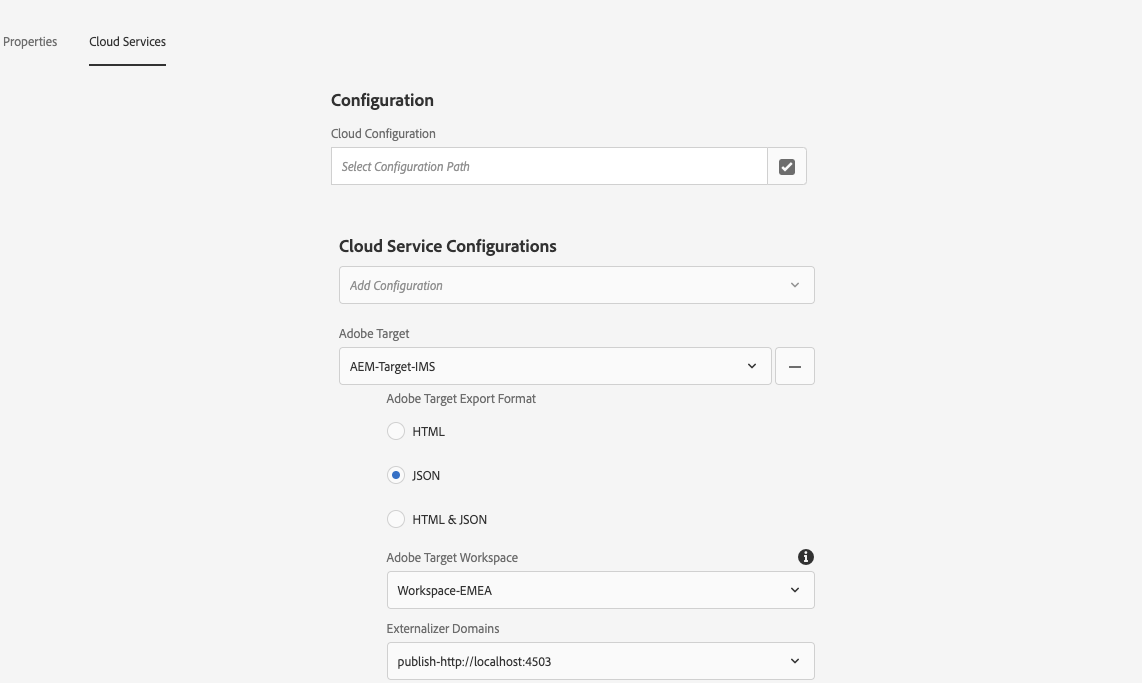 Properties
Cloud Services
Configuration
Cloud Configuration
Select Configuration Path
Cloud Service Configurations
Add Configuration
Adobe Target
AEM-Target-IMS
Adobe Target Export Format
HTML
JSON
HTML & JSON
Adobe Target Workspace
Workspace-EMEA
Externalizer Domains
publish-http://localhost:4503